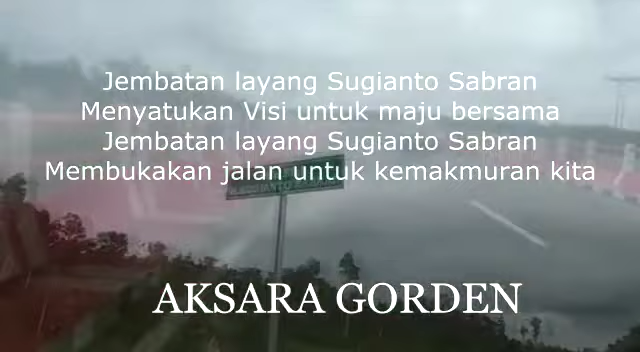 Jembatan layang Sugianto Sabran
Menyatukan Visi untuk maju bersama
Jembatan layang Sugianto Sabran
Membukakan jalan untuk kemakmuran kita
AKSARA GORDEN